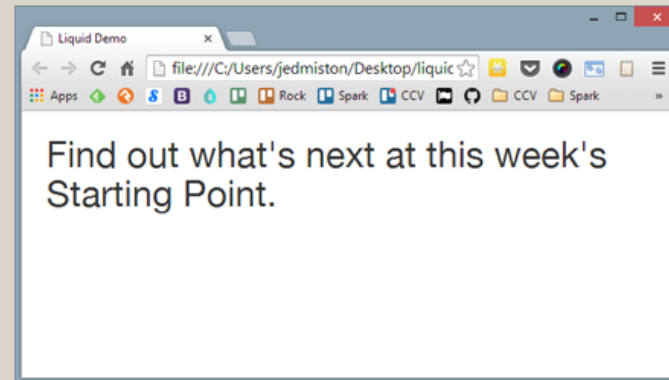 Liquid Demo
file:///C:/Users/jedmiston/Desktop/liquic
Apps Rock Spark CCV CCV Spark »
Find out what's next at this week's
Starting Point.